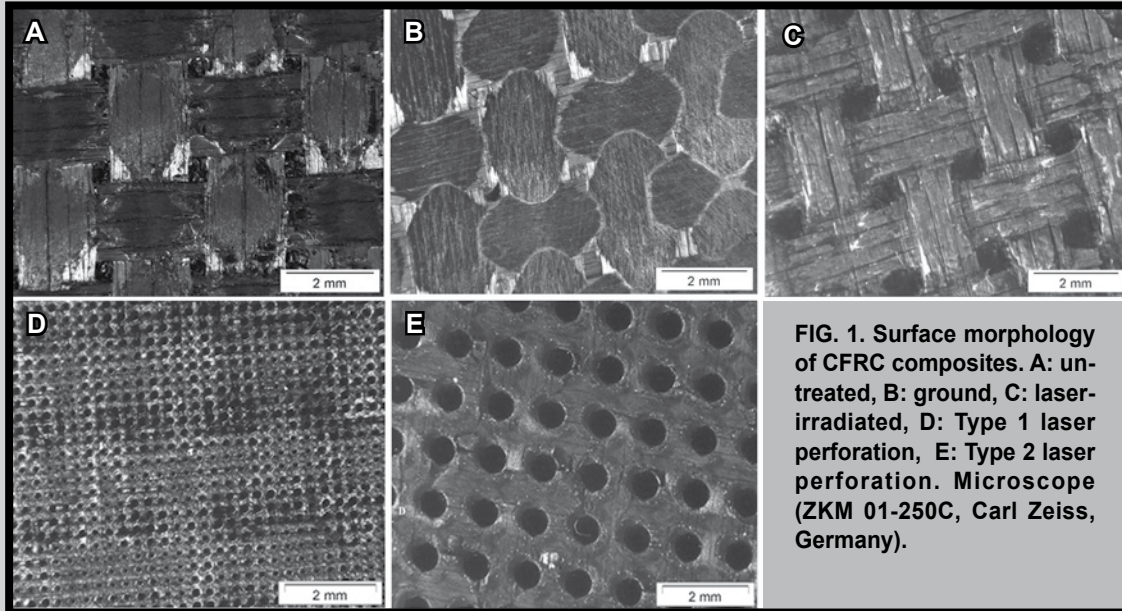 A
B
C
2 mm
2 mm
2 mm
D
E
2 mm
2 mm
FIG. 1. Surface morphology
of CFRC composites. A: un-
treated, B: ground, C: laser-
irradiated, D: Type 1 laser
perforation, E: Type 2 laser
perforation. Microscope
(ZKM 01-250C, Carl Zeiss,
Germany).